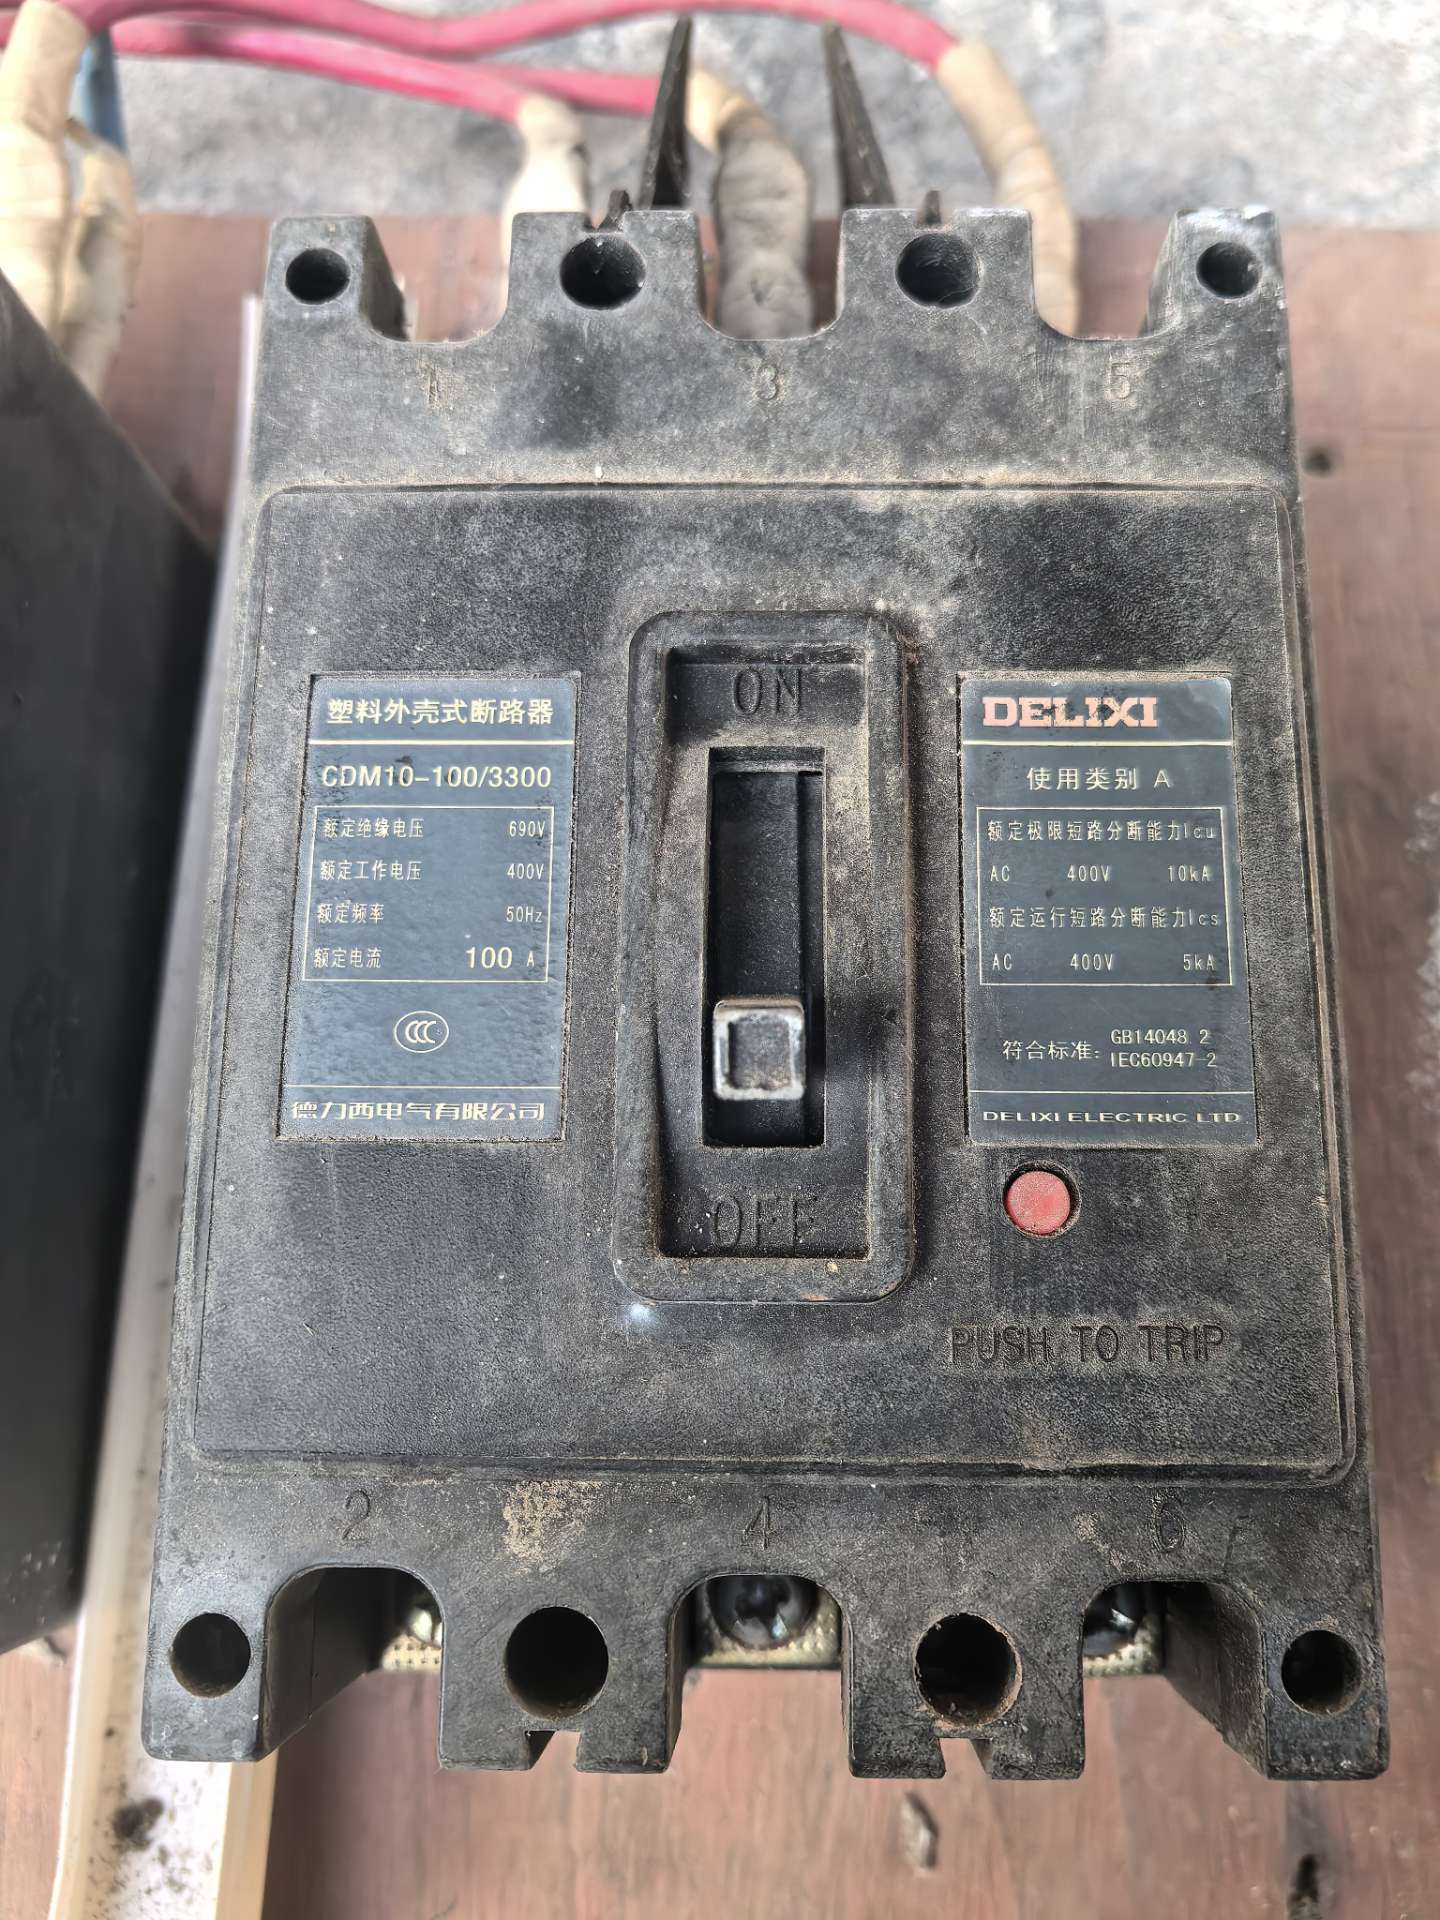 1 3 5
ON
塑料外壳式断路器
CDM10-100/3300
额定绝缘电压 690V
额定工作电压 400V
额定频率 50Hz
额定电流 100 A
CCC
德力西电气有限公司
DELIXI
使用类别 A
额定极限短路分断能力Icu
AC 400V 10kA
额定运行短路分断能力Ics
AC 400V 5kA
符合标准: GB14048.2
IEC60947-2
DELIXI ELECTRIC LTD
OFF
PUSH TO TRIP
2 4 6